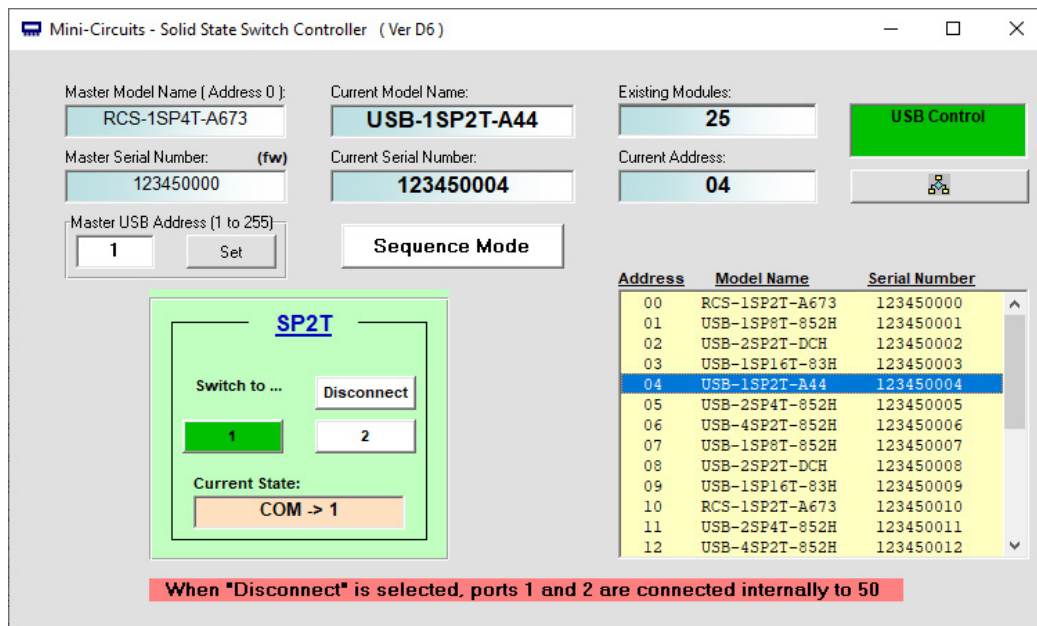 Mini-Circuits - Solid State Switch Controller ( Ver D6 )
Master Model Name ( Address 0 ):
RCS-1SP4T-A673
Current Model Name:
USB-1SP2T-A44
Existing Modules:
25
USB Control
Master Serial Number: (fw)
123450000
Current Serial Number:
123450004
Current Address:
04
Master USB Address (1 to 255)
1 Set
Sequence Mode
SP2T
Switch to ... Disconnect
1 2
Current State:
COM -> 1
Address Model Name Serial Number
00 RCS-1SP2T-A673 123450000
01 USB-1SP8T-852H 123450001
02 USB-2SP2T-DCH 123450002
03 USB-1SP16T-83H 123450003
04 USB-1SP2T-A44 123450004
05 USB-2SP4T-852H 123450005
06 USB-4SP2T-852H 123450006
07 USB-1SP8T-852H 123450007
08 USB-2SP2T-DCH 123450008
09 USB-1SP16T-83H 123450009
10 RCS-1SP2T-A673 123450010
11 USB-2SP4T-852H 123450011
12 USB-4SP2T-852H 123450012
When "Disconnect" is selected, ports 1 and 2 are connected internally to 50